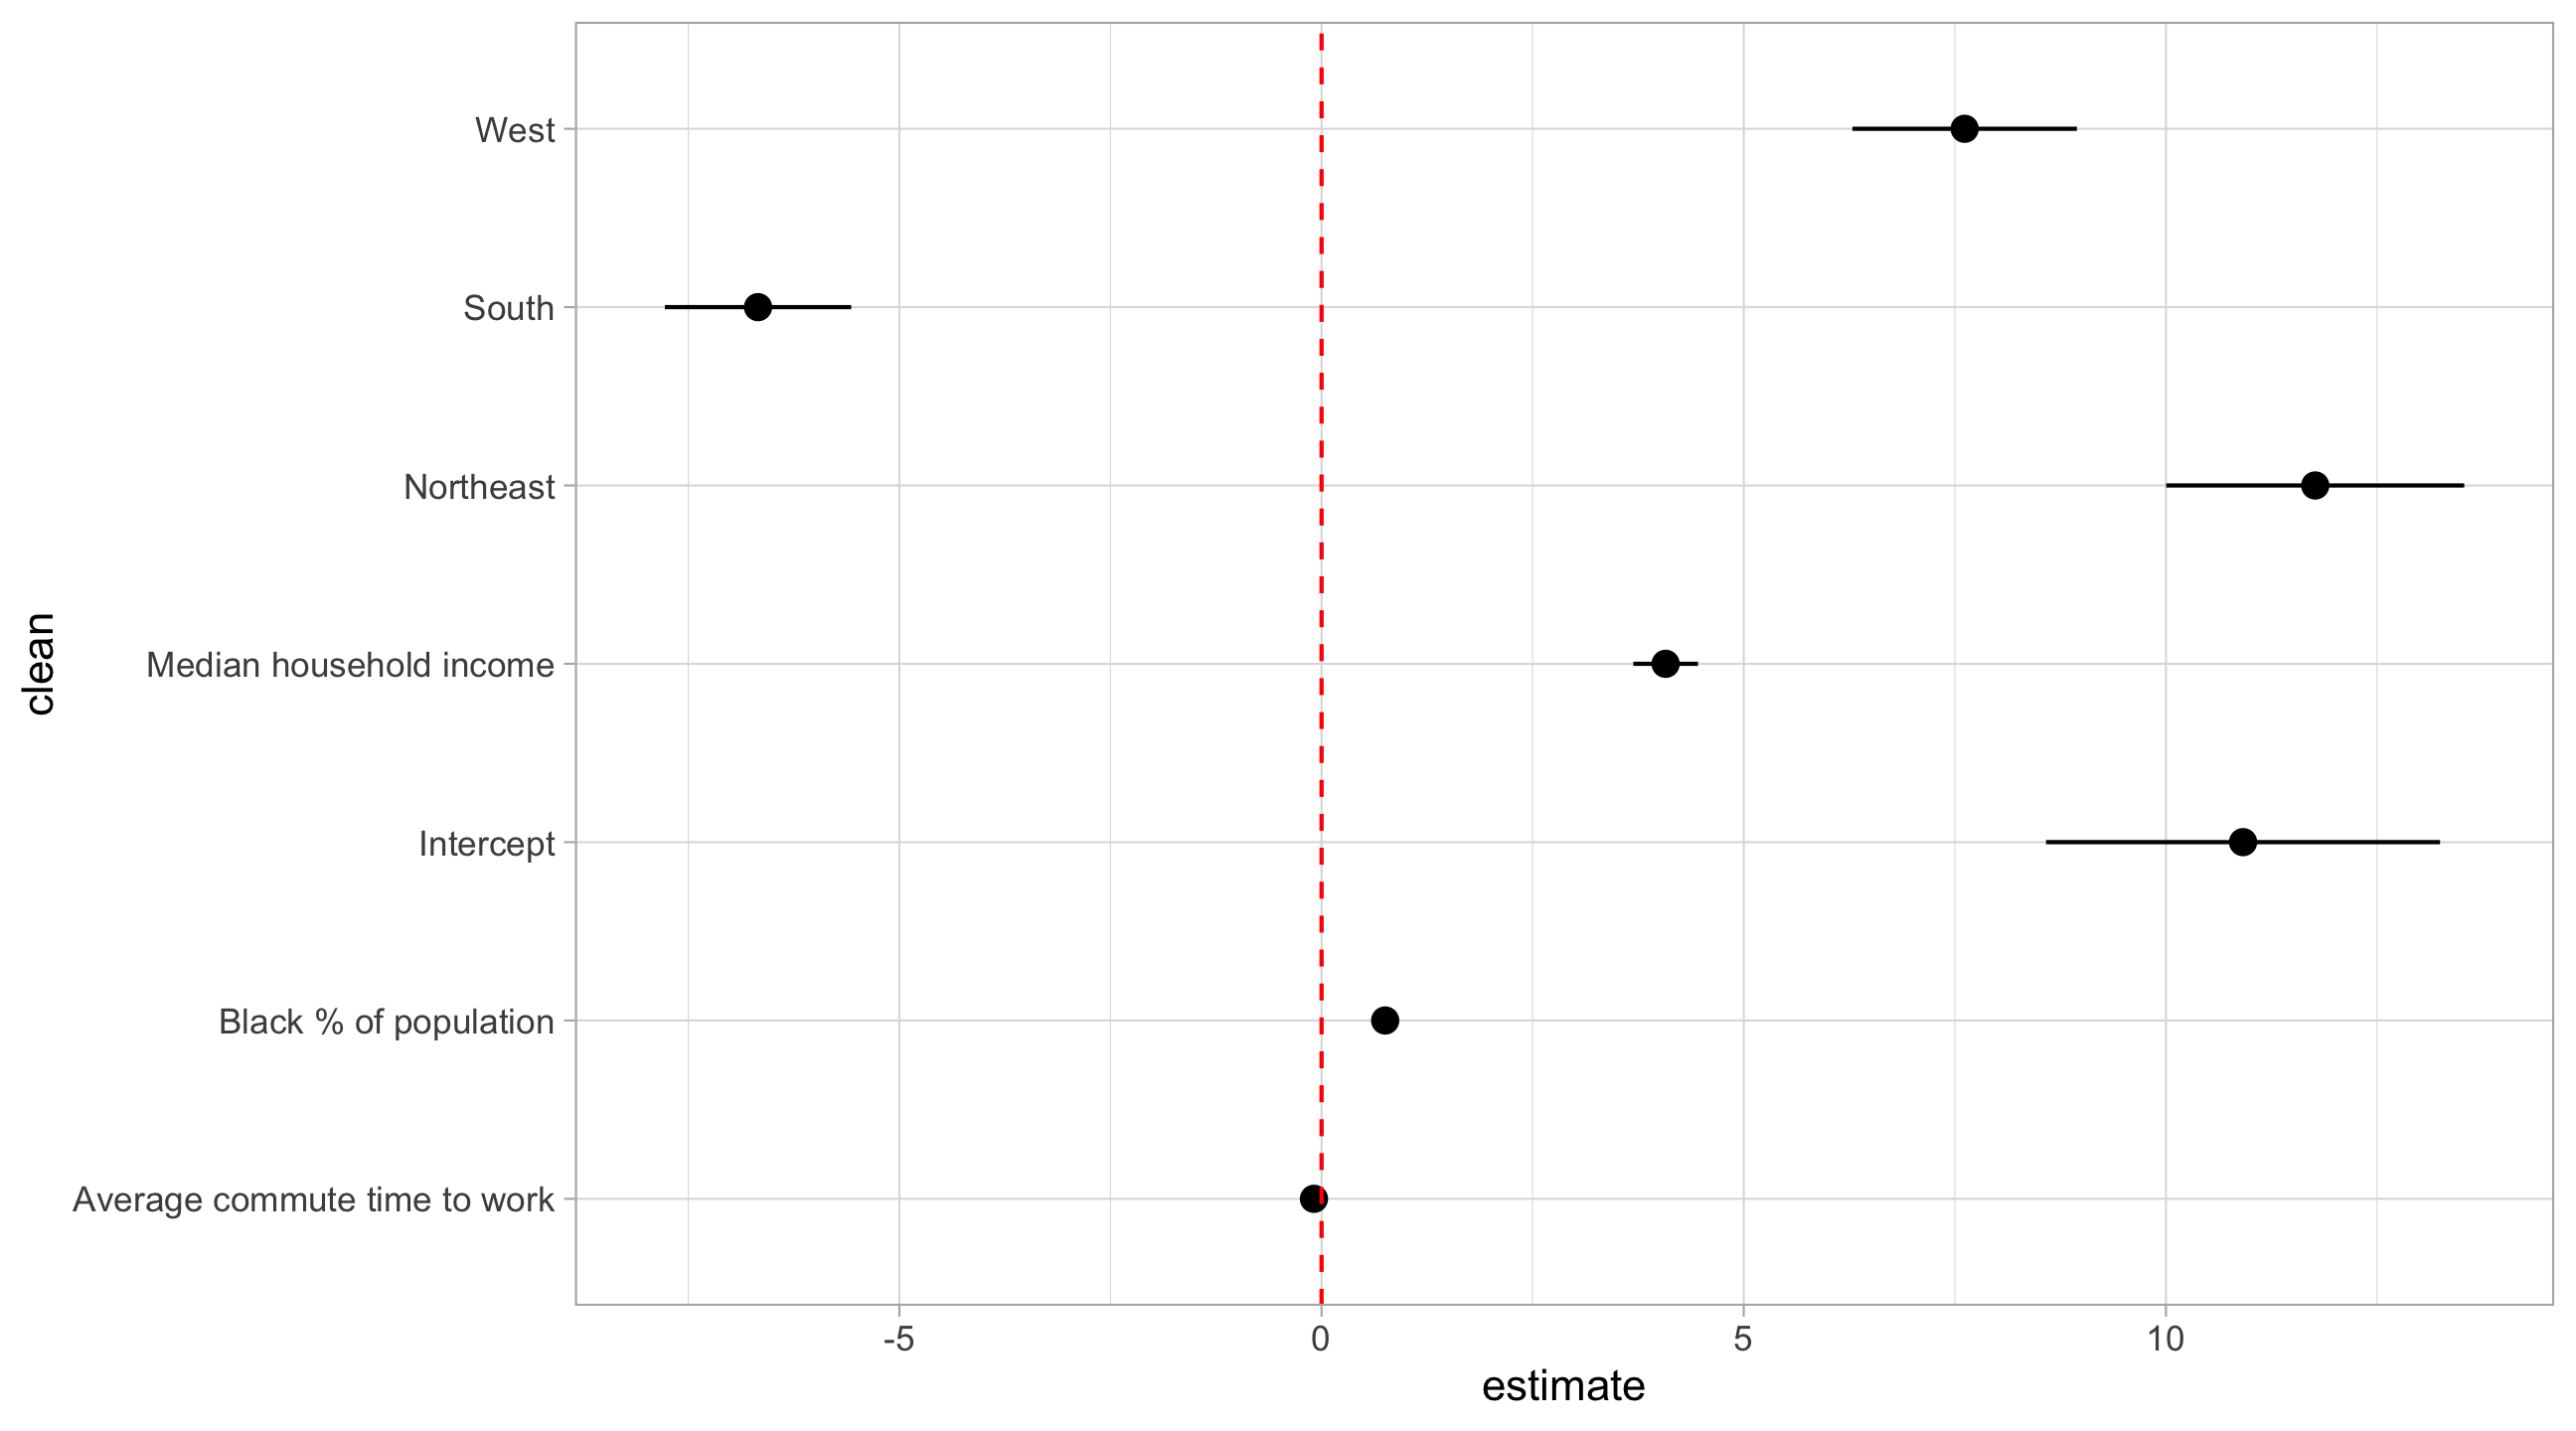 West
South
Northeast
Median household income
Intercept
Black % of population
Average commute time to work
clean
-5 0 5 10
estimate